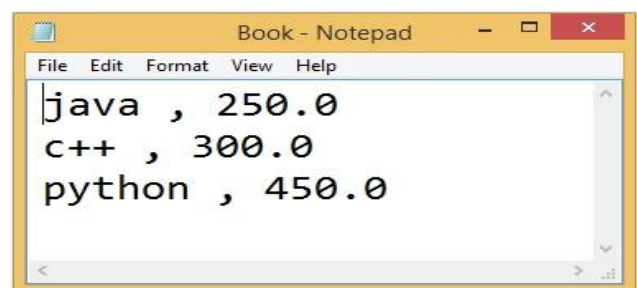 Book - Notepad
File Edit Format View Help
java , 250.0
c++ , 300.0
python , 450.0